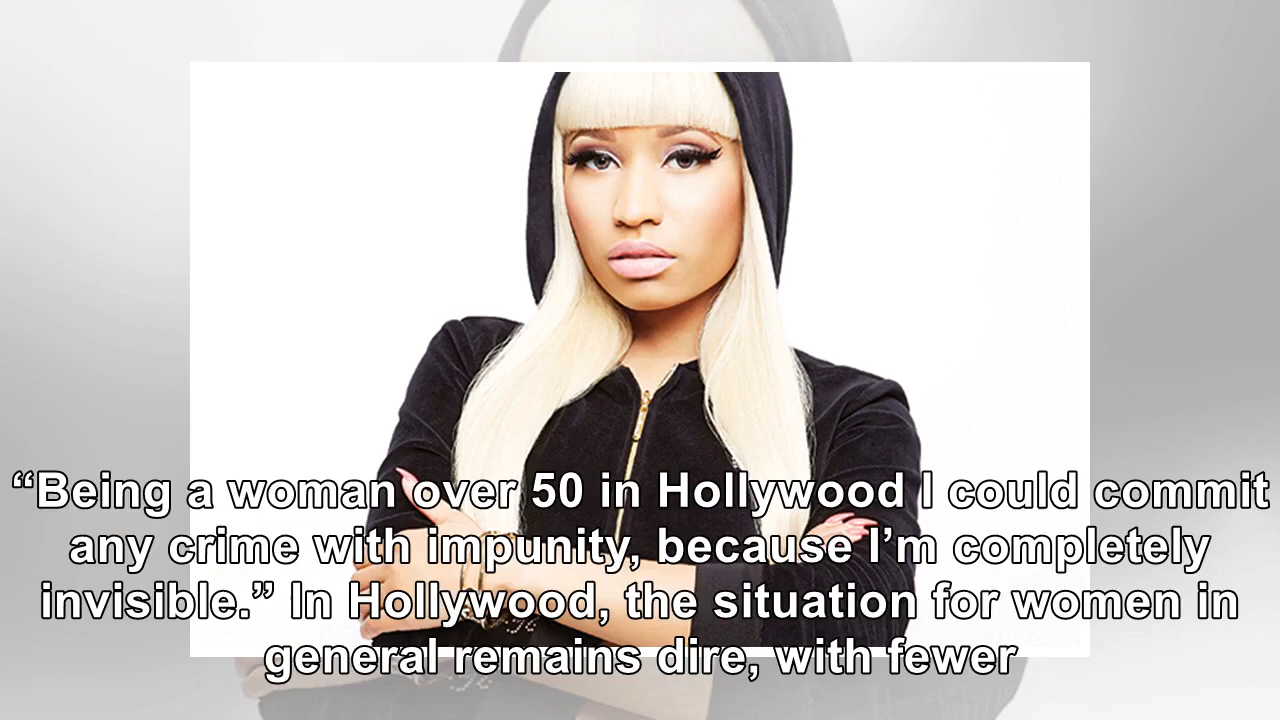 “Being a woman over 50 in Hollywood I could commit
any crime with impunity, because I’m completely
invisible.” In Hollywood, the situation for women in
general remains dire, with fewer